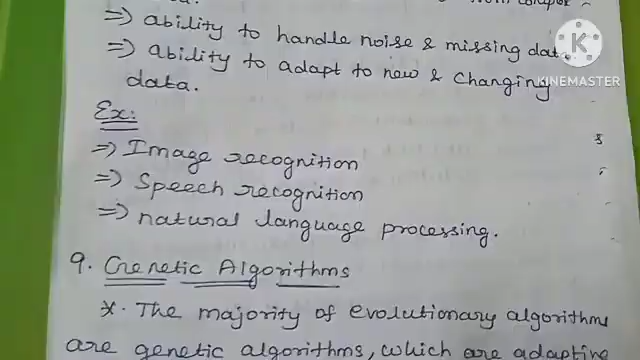 ⇒ ability to handle noise & missing data.
⇒ ability to adapt to new & changing
data.
Ex:
⇒ Image recognition
⇒ Speech recognition
⇒ natural language processing.
9. Genetic Algorithms
*. The majority of evolutionary algorithms
are genetic algorithms, which are adaptive
KINEMASTER